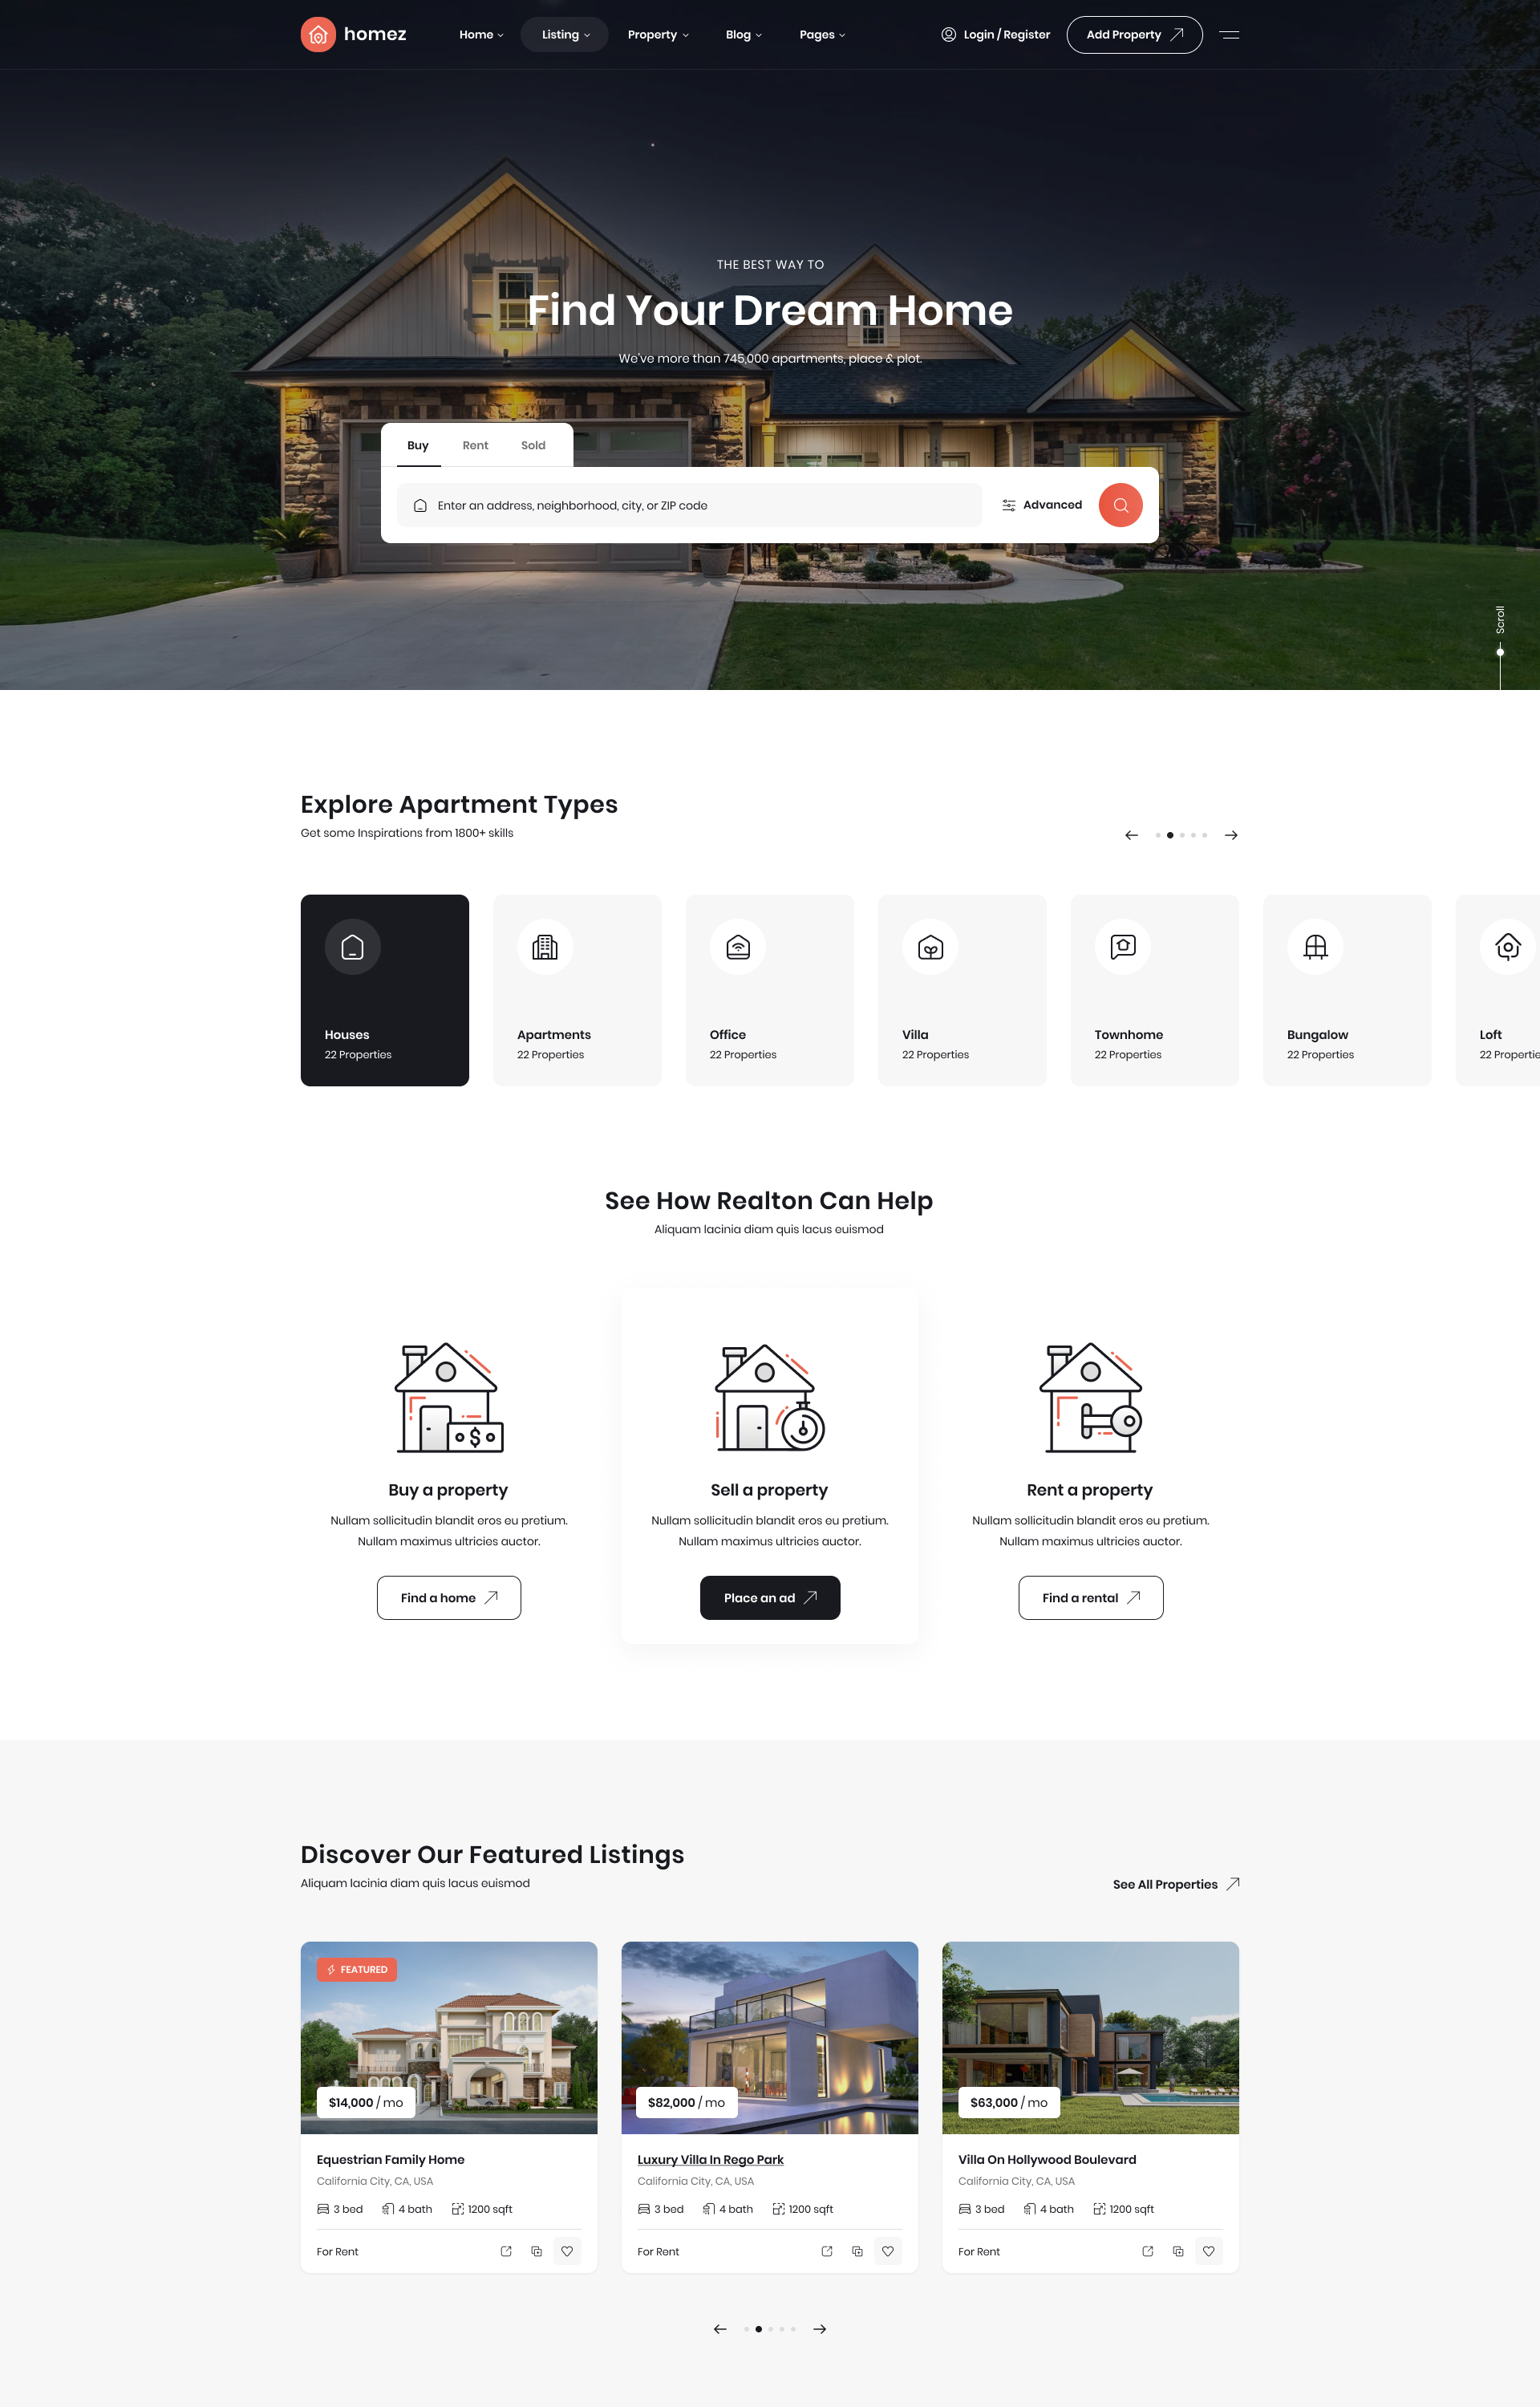 homez
Home
Listing
Property
Blog
Pages
Login / Register
Add Property
THE BEST WAY TO
Find Your Dream Home
We've more than 745,000 apartments, place & plot.
Buy
Rent
Sold
Enter an address, neighborhood, city, or ZIP code
Advanced
Scroll
Explore Apartment Types
Get some Inspirations from 1800+ skills
Houses
22 Properties
Apartments
22 Properties
Office
22 Properties
Villa
22 Properties
Townhome
22 Properties
Bungalow
22 Properties
Loft
22 Propertie
See How Realton Can Help
Aliquam lacinia diam quis lacus euismod
Buy a property
Nullam sollicitudin blandit eros eu pretium.
Nullam maximus ultricies auctor.
Find a home
Sell a property
Nullam sollicitudin blandit eros eu pretium.
Nullam maximus ultricies auctor.
Place an ad
Rent a property
Nullam sollicitudin blandit eros eu pretium.
Nullam maximus ultricies auctor.
Find a rental
Discover Our Featured Listings
Aliquam lacinia diam quis lacus euismod
See All Properties
FEATURED
$14,000 / mo
Equestrian Family Home
California City, CA, USA
3 bed
4 bath
1200 sqft
For Rent
$82,000 / mo
Luxury Villa In Rego Park
California City, CA, USA
3 bed
4 bath
1200 sqft
For Rent
$63,000 / mo
Villa On Hollywood Boulevard
California City, CA, USA
3 bed
4 bath
1200 sqft
For Rent